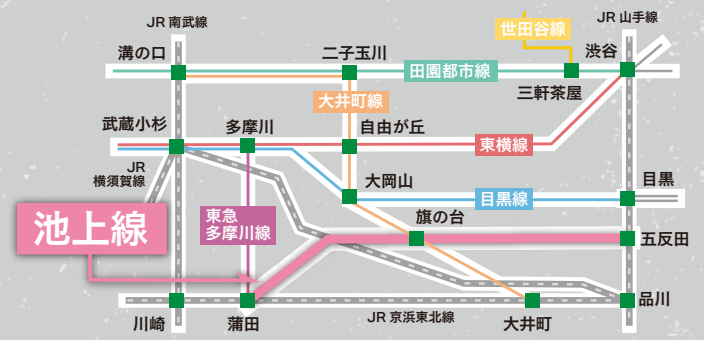 JR 南武線
世田谷線
JR 山手線
溝の口
二子玉川
田園都市線
渋谷
三軒茶屋
大井町線
武蔵小杉
多摩川
自由が丘
東横線
JR
横須賀線
大岡山
目黒線
目黒
池上線
東急
多摩川線
旗の台
五反田
川崎
蒲田
JR 京浜東北線
大井町
品川